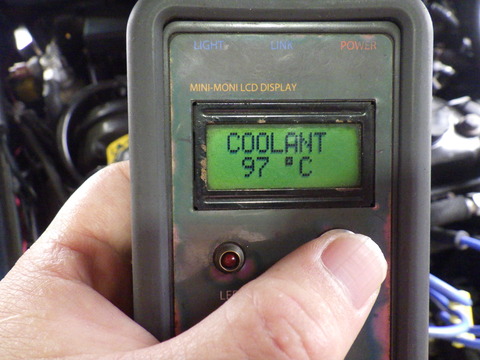 LIGHT LINK POWER
MINI-MONI LCD DISPLAY
COOLANT
97 °C